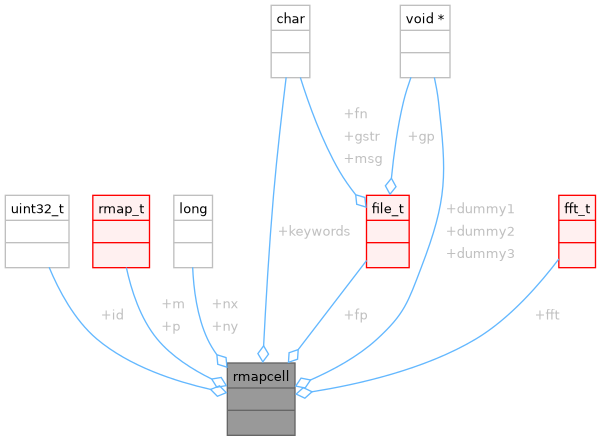 char
void *
+fn
+gstr
+msg
+gp
uint32_t
rmap_t
long
file_t
fft_t
+keywords
+dummy1
+dummy2
+dummy3
+id
+m
+p
+nx
+ny
+fp
+fft
rmapcell